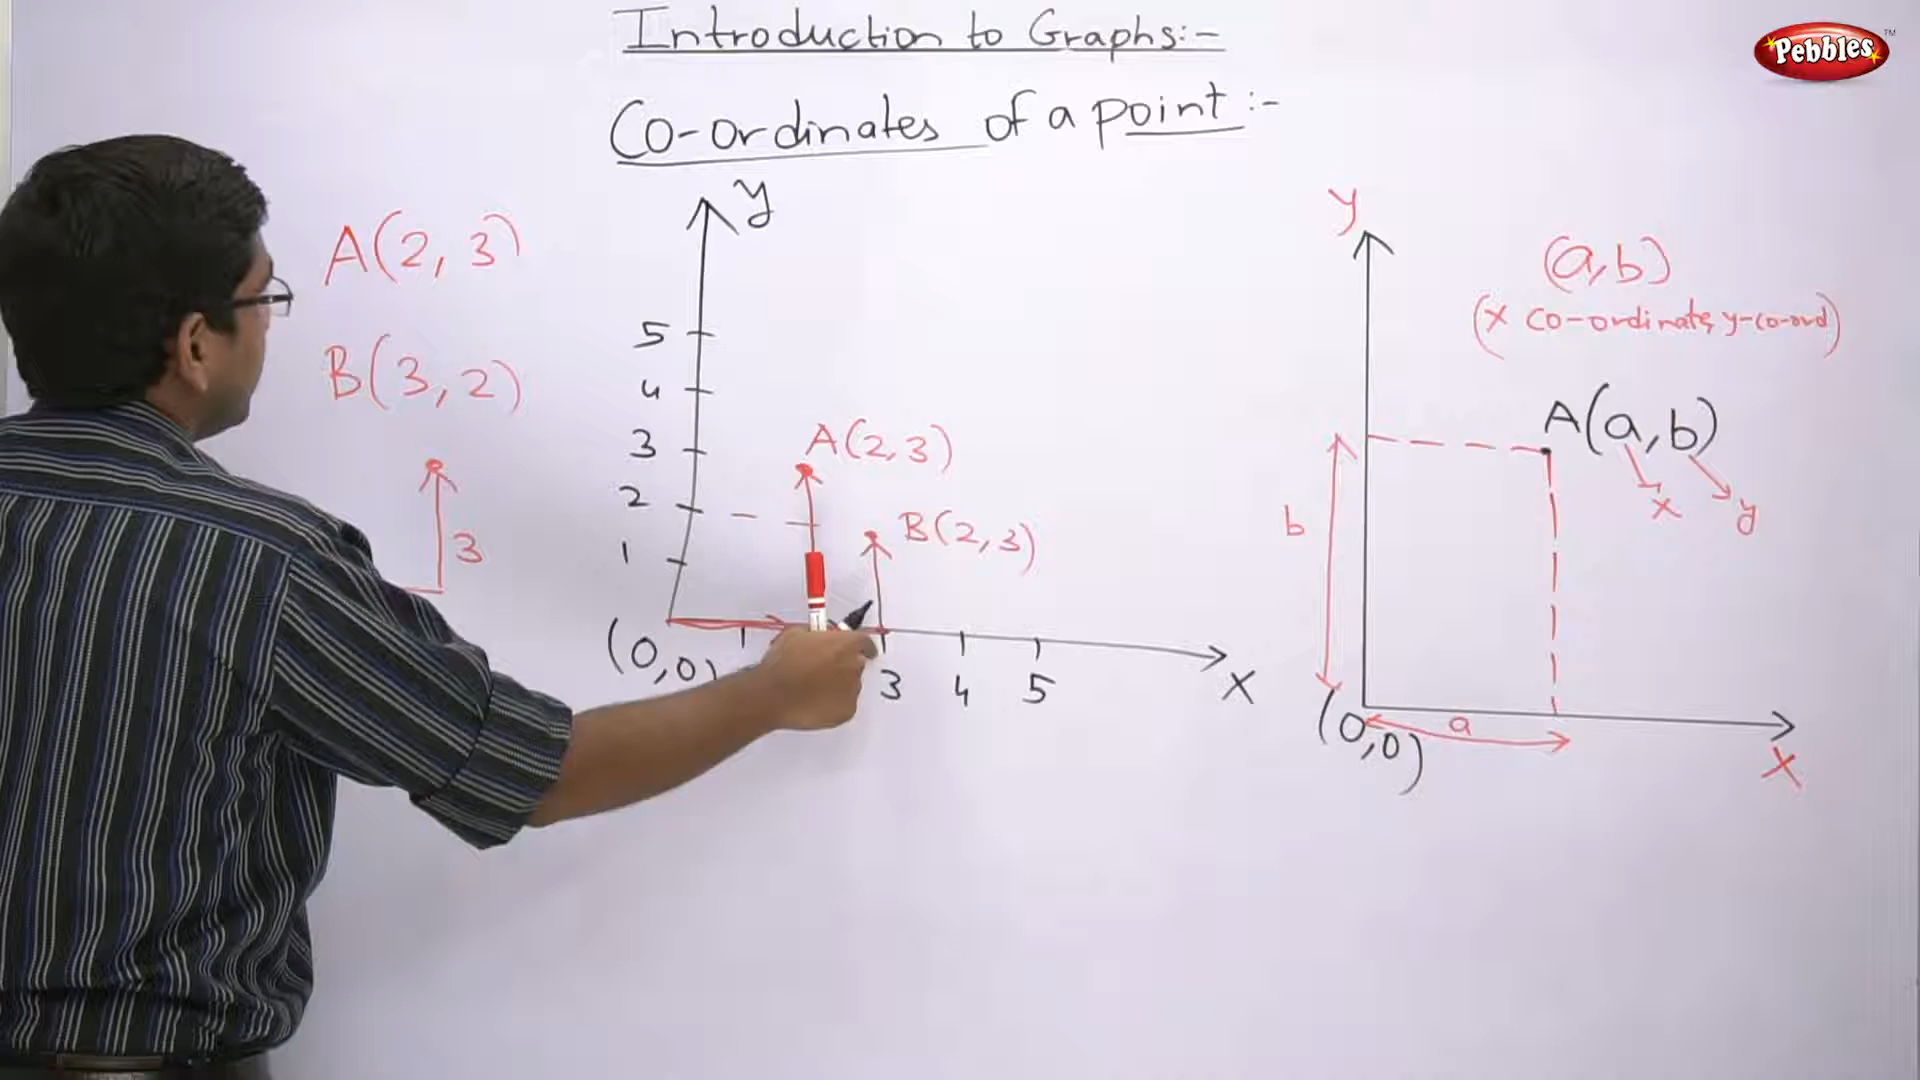 Introduction to Graphs:-
Co-ordinates of a point:-
Pebbles™
A(2, 3)
B(3, 2)
3
y
5
4
3
2
1
A(2,3)
B(2,3)
(0,0)
3 4 5
x
y
(a,b)
(x co-ordinate, y-co-ord)
A(a,b)
x y
b
a
(0,0)
x